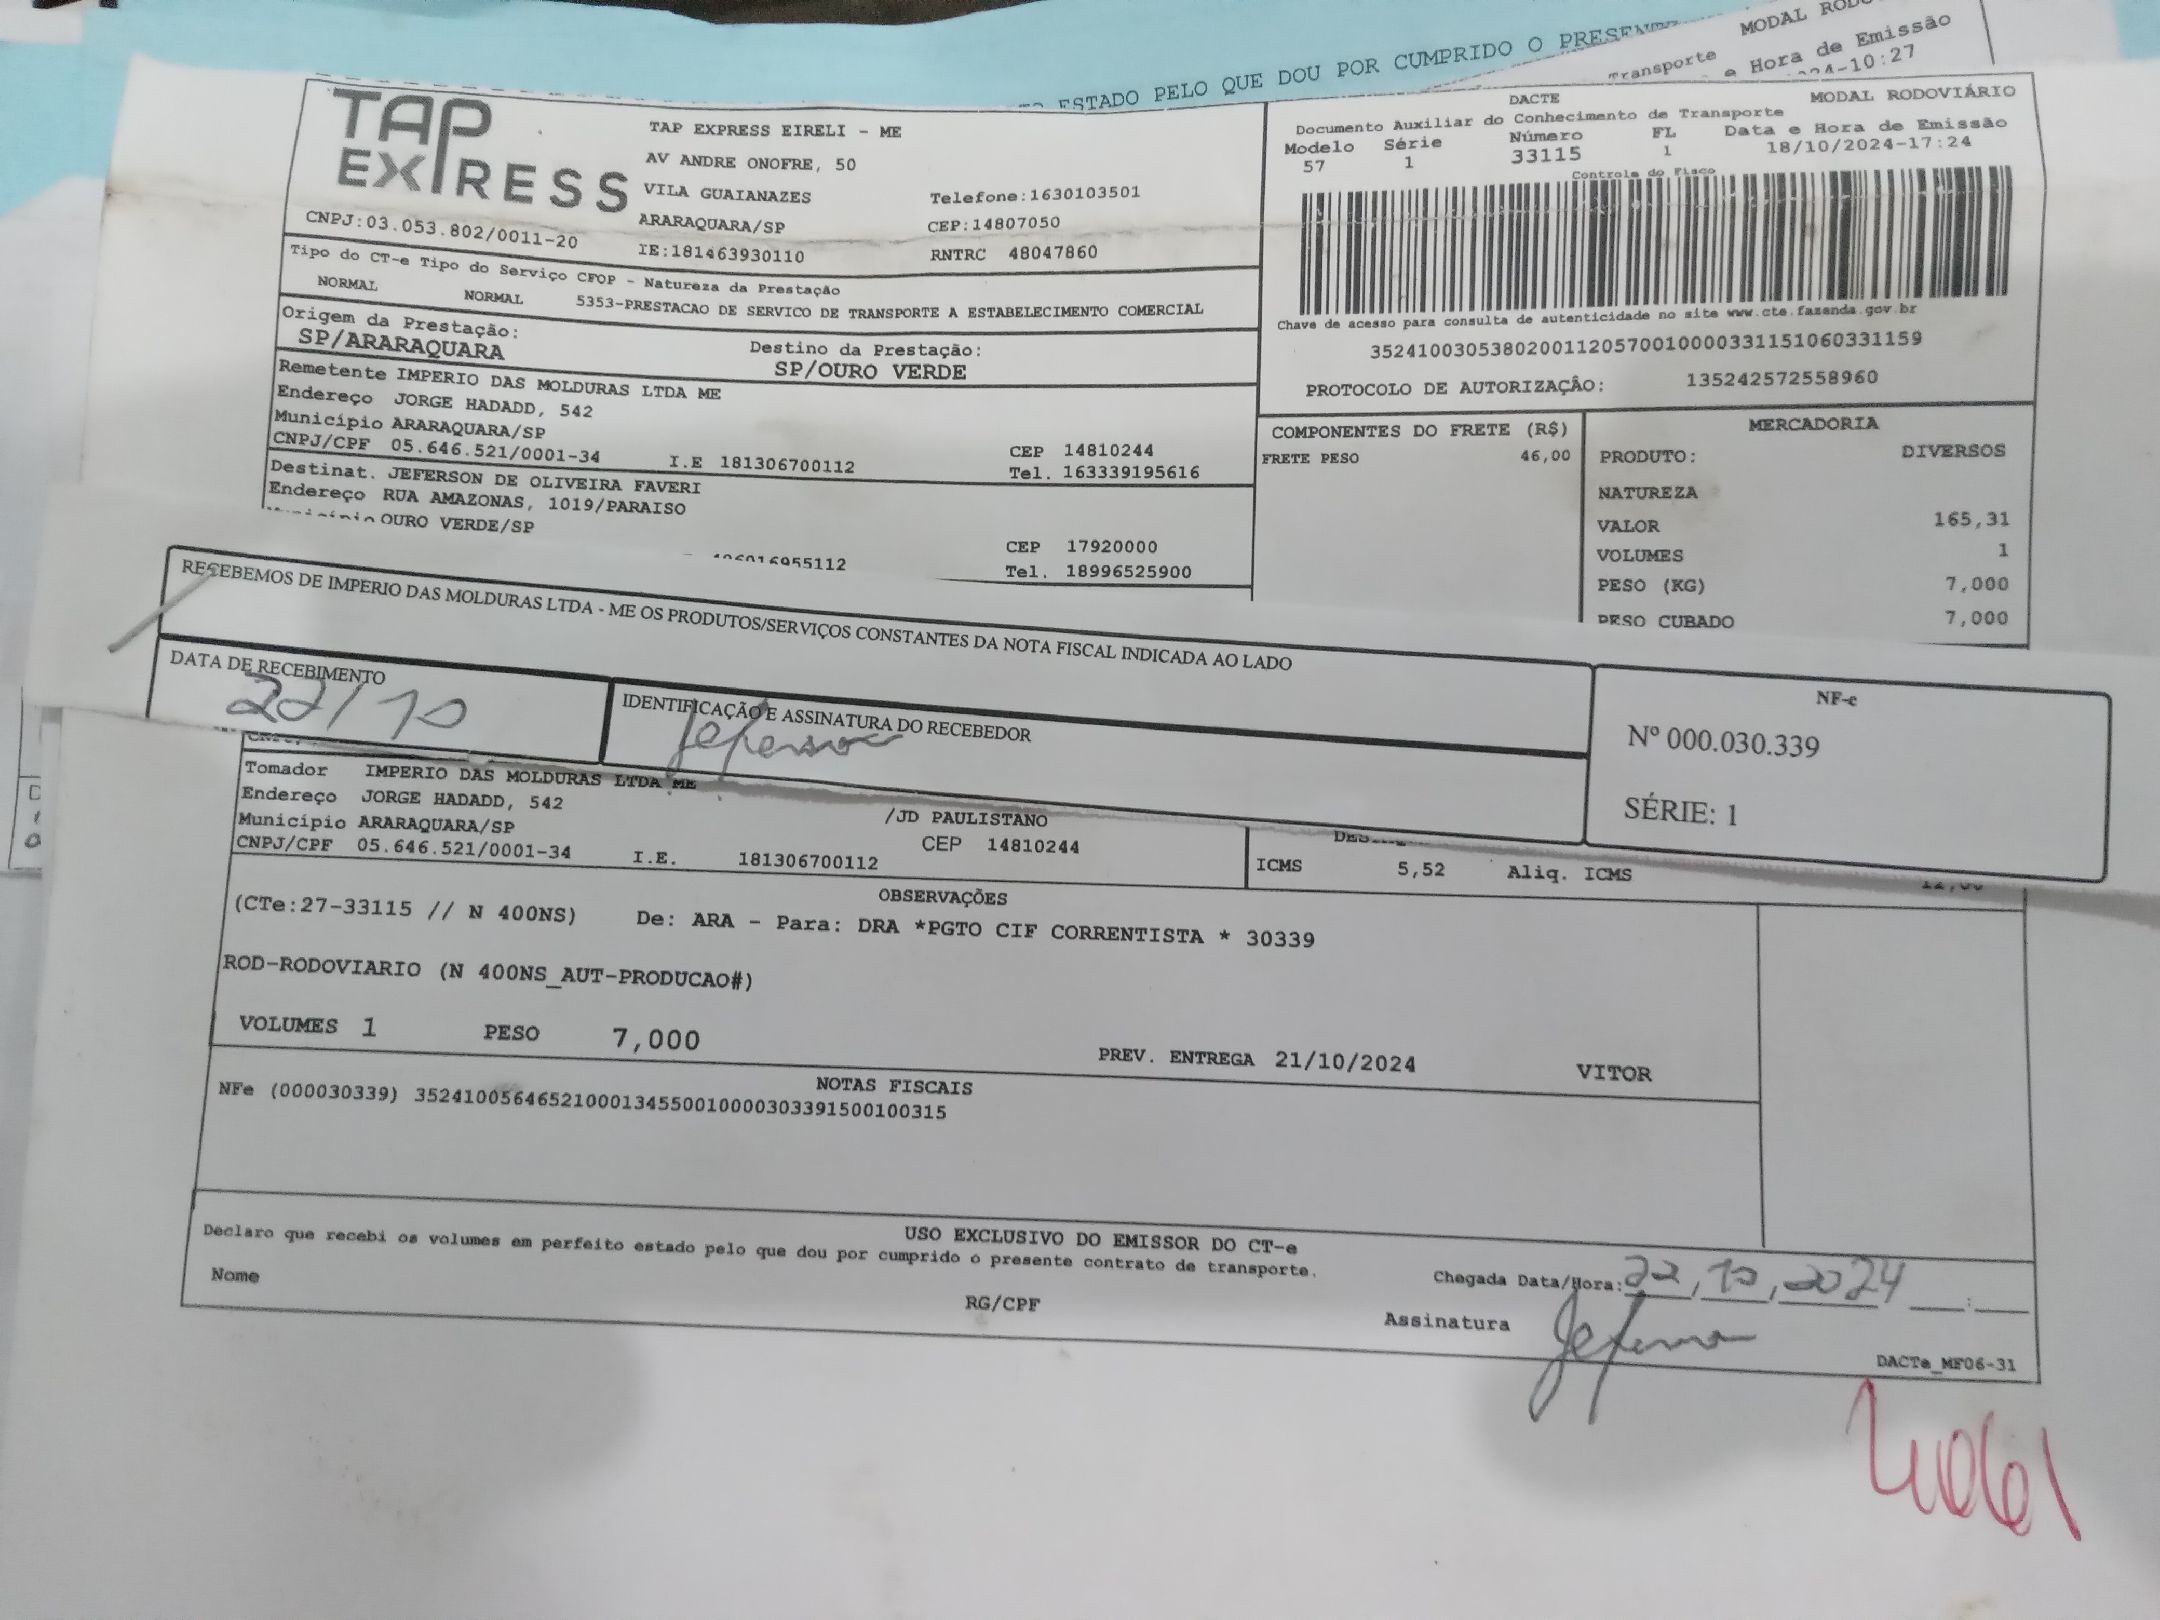 ESTADO PELO QUE DOU POR CUMPRIDO O
MODAL
Transporte
e Hora de Emissão
-10:27
TAP EXPRESS
TAP EXPRESS EIRELI - ME
AV ANDRE ONOFRE, 50
VILA GUAIANAZES Telefone:1630103501
ARARAQUARA/SP CEP:14807050
CNPJ:03.053.802/0011-20 IE:181463930110 RNTRC 48047860
DACTE MODAL RODOVIÁRIO
Documento Auxiliar do Conhecimento de Transporte
Modelo Série Número FL Data e Hora de Emissão
57 1 33115 1 18/10/2024-17:24
Controle do Fisco
Chave de acesso para consulta de autenticidade no site www.cte.fazenda.gov.br
35241003053802001120570010000331151060331159
PROTOCOLO DE AUTORIZAÇÂO: 135242572558960
Tipo do CT-e Tipo do Serviço CFOP - Natureza da Prestação
NORMAL NORMAL 5353-PRESTACAO DE SERVICO DE TRANSPORTE A ESTABELECIMENTO COMERCIAL
Origem da Prestação: Destino da Prestação:
SP/ARARAQUARA SP/OURO VERDE
Remetente IMPERIO DAS MOLDURAS LTDA ME
Endereço JORGE HADADD, 542
Município ARARAQUARA/SP CEP 14810244
CNPJ/CPF 05.646.521/0001-34 I.E 181306700112 Tel. 163339195616
Destinat. JEFERSON DE OLIVEIRA FAVERI
Endereço RUA AMAZONAS, 1019/PARAISO
OURO VERDE/SP CEP 17920000
Tel. 18996525900
COMPONENTES DO FRETE (R$)
FRETE PESO 46,00
MERCADORIA
PRODUTO: DIVERSOS
NATUREZA
VALOR 165,31
VOLUMES 1
PESO (KG) 7,000
PESO CUBADO 7,000
RECEBEMOS DE IMPERIO DAS MOLDURAS LTDA - ME OS PRODUTOS/SERVIÇOS CONSTANTES DA NOTA FISCAL INDICADA AO LADO
DATA DE RECEBIMENTO
22/10
IDENTIFICAÇÃO E ASSINATURA DO RECEBEDOR
Jeferson
NF-e
Nº 000.030.339
SÉRIE: 1
Tomador IMPERIO DAS MOLDURAS LTDA ME
Endereço JORGE HADADD, 542 /JD PAULISTANO
Município ARARAQUARA/SP CEP 14810244
CNPJ/CPF 05.646.521/0001-34 I.E. 181306700112
ICMS 5,52 Aliq. ICMS
OBSERVAÇÕES
(CTe:27-33115 // N 400NS) De: ARA - Para: DRA *PGTO CIF CORRENTISTA * 30339
ROD-RODOVIARIO (N 400NS_AUT-PRODUCAO#)
VOLUMES 1 PESO 7,000 PREV. ENTREGA 21/10/2024 VITOR
NOTAS FISCAIS
NFe (000030339) 35241005646521000134550010000303391500100315
USO EXCLUSIVO DO EMISSOR DO CT-e
Declaro que recebi os volumes em perfeito estado pelo que dou por cumprido o presente contrato de transporte.
Nome RG/CPF
Chegada Data/Hora: 22,10,2024
Assinatura Jeferson
DACTe_MF06-31